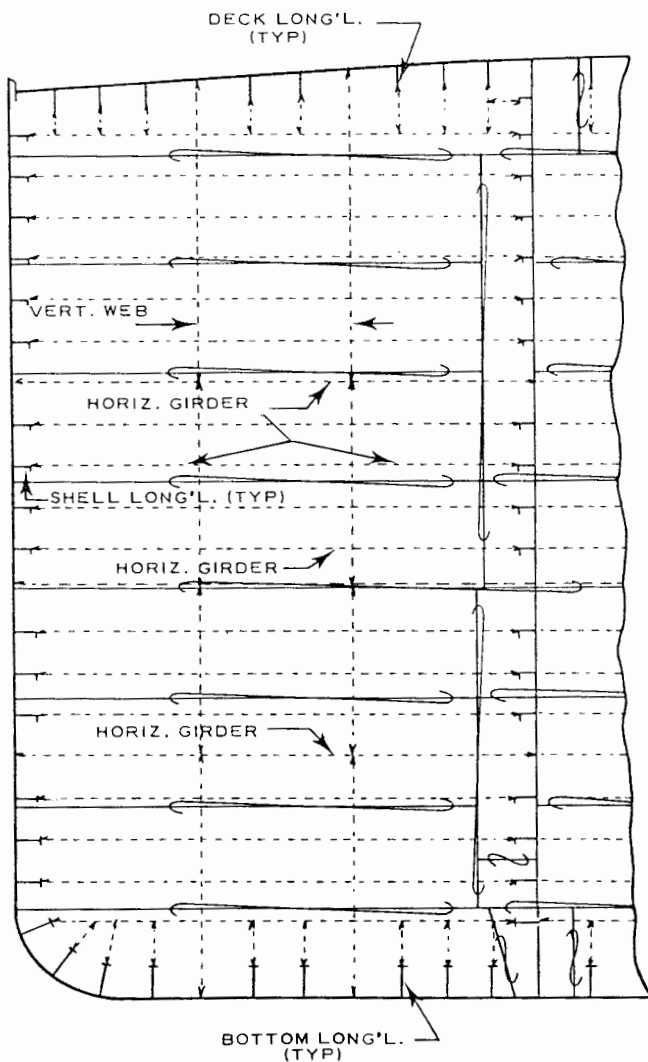 DECK LONG'L.
(TYP)
VERT. WEB
HORIZ. GIRDER
SHELL LONG'L. (TYP)
HORIZ. GIRDER
HORIZ. GIRDER
BOTTOM LONG'L.
(TYP)